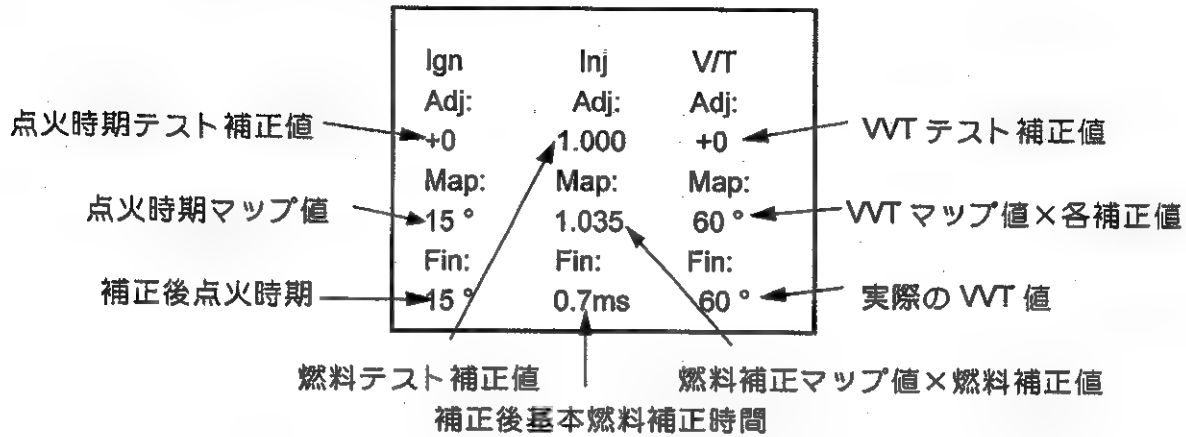 Ign Inj V/T
Adj: Adj: Adj:
点火時期テスト補正値 +0 1.000 +0 VVT テスト補正値
Map: Map: Map:
点火時期マップ値 15 ° 1.035 60 ° VVT マップ値×各補正値
Fin: Fin: Fin:
補正後点火時期 15 ° 0.7ms 60 ° 実際の VVT 値
燃料テスト補正値 燃料補正マップ値×燃料補正値
補正後基本燃料補正時間